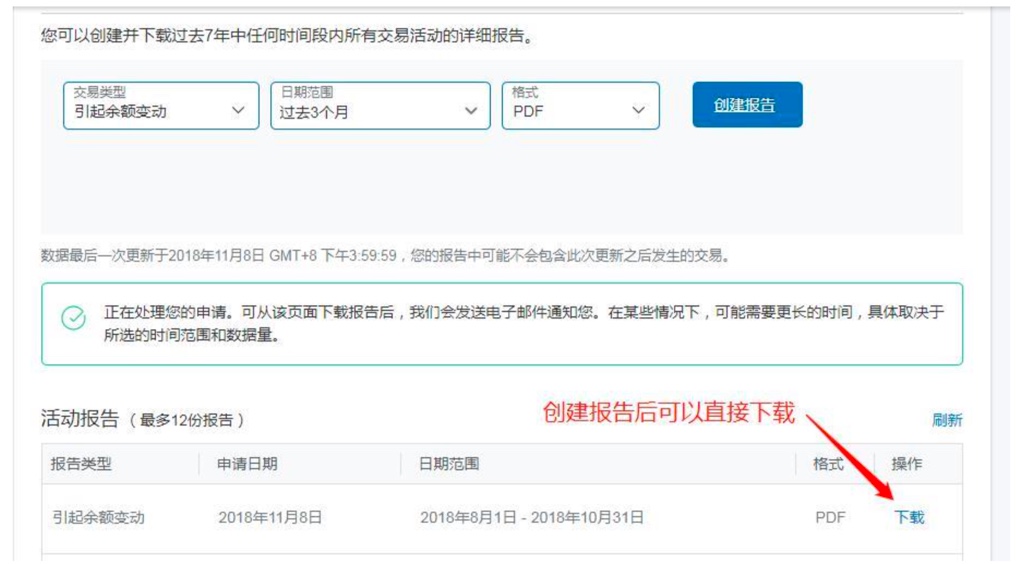 您可以创建并下载过去7年中任何时间段内所有交易活动的详细报告。
交易类型 日期范围 格式
引起余额变动 过去3个月 PDF 创建报告
数据最后一次更新于2018年11月8日 GMT+8 下午3:59:59，您的报告中可能不会包含此次更新之后发生的交易。
正在处理您的申请。可从该页面下载报告后，我们会发送电子邮件通知您。在某些情况下，可能需要更长的时间，具体取决于
所选的时间范围和数据量。
创建报告后可以直接下载
活动报告（最多12份报告） 刷新
报告类型 申请日期 日期范围 格式 操作
引起余额变动 2018年11月8日 2018年8月1日 - 2018年10月31日 PDF 下载